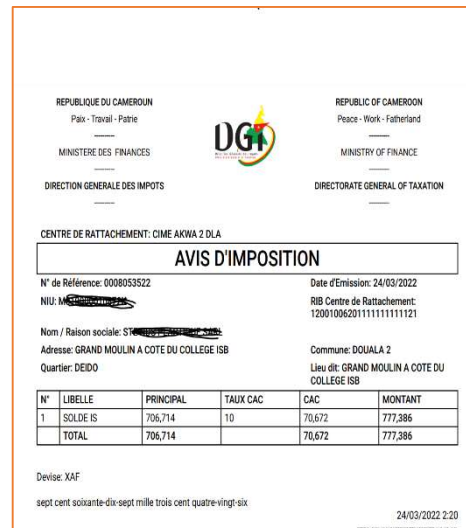 REPUBLIQUE DU CAMEROUN
Paix - Travail - Patrie
MINISTERE DES FINANCES
DIRECTION GENERALE DES IMPOTS
DGI
REPUBLIC OF CAMEROON
Peace - Work - Fatherland
MINISTRY OF FINANCE
DIRECTORATE GENERAL OF TAXATION
CENTRE DE RATTACHEMENT: CIME AKWA 2 DLA
AVIS D'IMPOSITION
N° de Référence: 0008053522
Date d'Emission: 24/03/2022
NIU:
RIB Centre de Rattachement:
12001006201111111111121
Nom / Raison sociale:
Adresse: GRAND MOULIN A COTE DU COLLEGE ISB
Commune: DOUALA 2
Quartier: DEIDO
Lieu dit: GRAND MOULIN A COTE DU
COLLEGE ISB
N° LIBELLE PRINCIPAL TAUX CAC CAC MONTANT
1 SOLDE IS 706,714 10 70,672 777,386
TOTAL 706,714 70,672 777,386
Devise: XAF
sept cent soixante-dix-sept mille trois cent quatre-vingt-six
24/03/2022 2:20